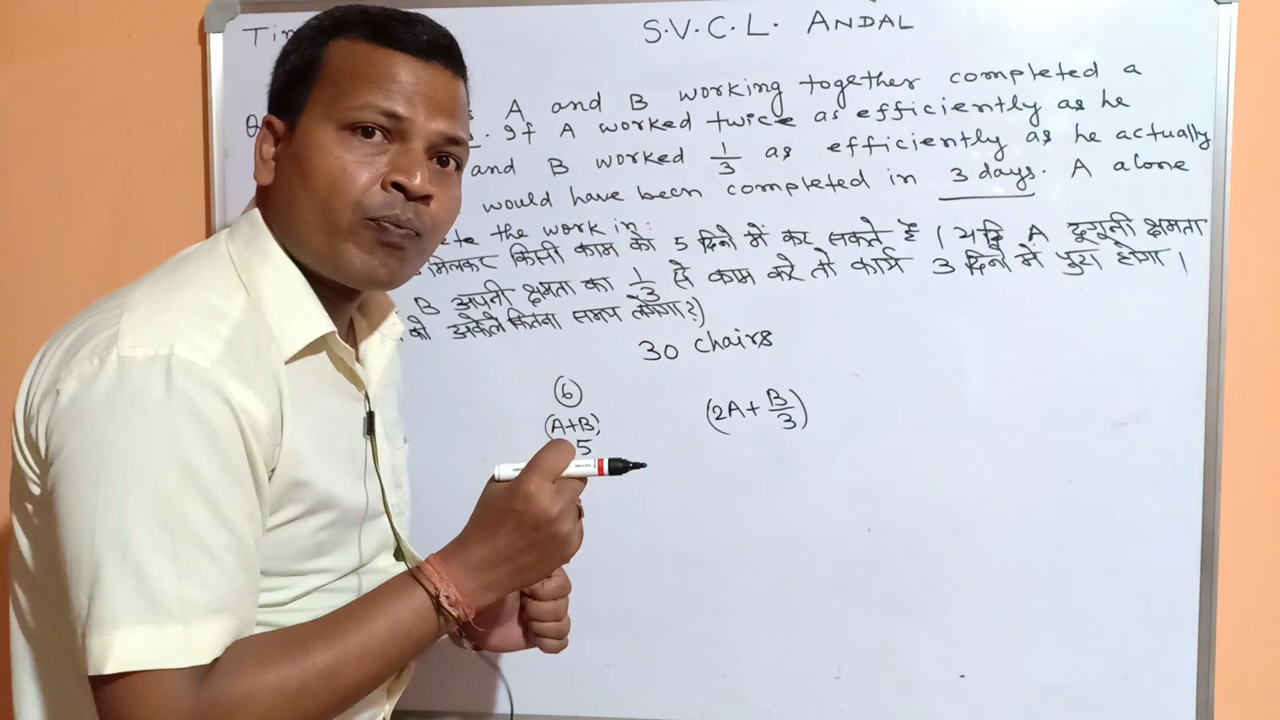 Tim S.V.C.L. ANDAL
A and B working together completed a
Q . If A worked twice as efficiently as he
and B worked 1/3 as efficiently as he actually
would have been completed in 3 days. A alone
the work in:
मिलकर किसी काम को 5 दिनों में कर सकते हैं । यदि A दूगूनी क्षमता
B अपनी क्षमता का 1/3 से काम करे तो कार्य 3 दिनों में पुरा होगा ।
को अकेले कितना समय लगेगा?)
30 chairs
6
(A+B) (2A+B/3)
5